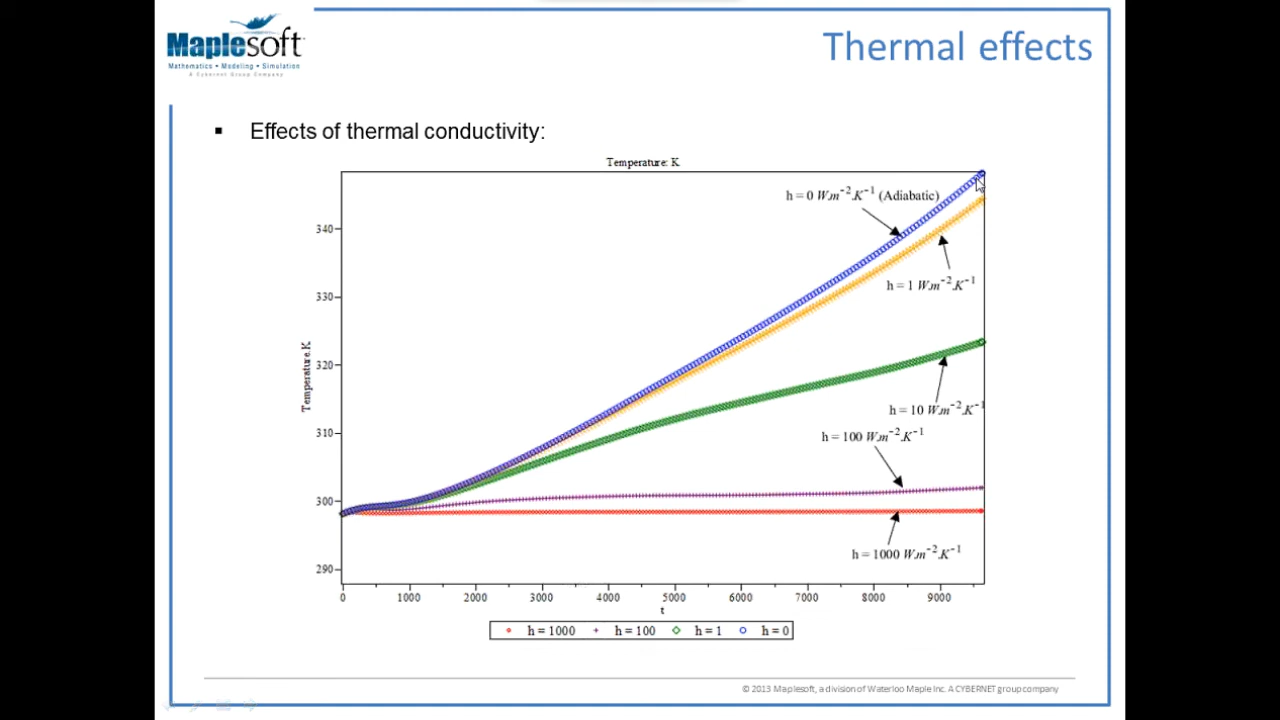 Maplesoft
Mathematics • Modeling • Simulation
A Cybernet Group Company
Thermal effects
▪ Effects of thermal conductivity:
Temperature: K
h = 0 W.m⁻².K⁻¹ (Adiabatic)
h = 1 W.m⁻².K⁻¹
h = 10 W.m⁻².K⁻¹
h = 100 W.m⁻².K⁻¹
h = 1000 W.m⁻².K⁻¹
Temperature.K
340
330
320
310
300
290
0 1000 2000 3000 4000 5000 6000 7000 8000 9000
t
h = 1000 h = 100 h = 1 h = 0
© 2013 Maplesoft, a division of Waterloo Maple Inc. A CYBERNET group company